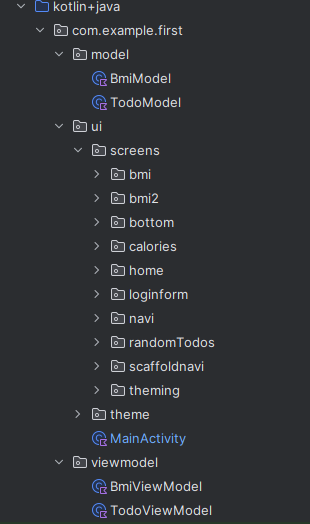 kotlin+java
com.example.first
model
BmiModel
TodoModel
ui
screens
bmi
bmi2
bottom
calories
home
loginform
navi
randomTodos
scaffoldnavi
theming
theme
MainActivity
viewmodel
BmiViewModel
TodoViewModel